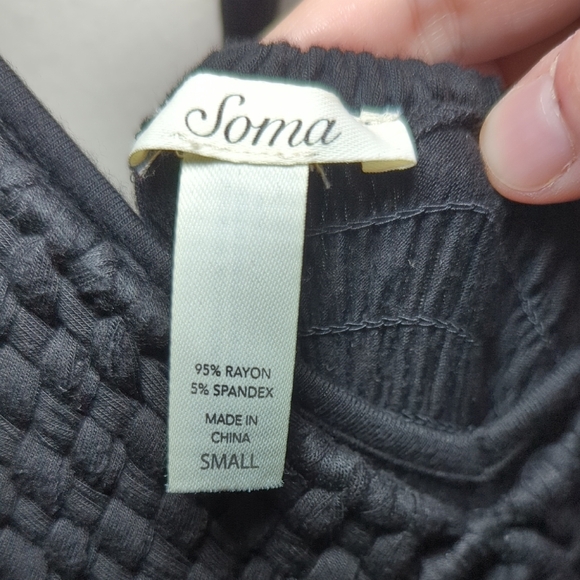 Soma
95% RAYON
5% SPANDEX
MADE IN
CHINA
SMALL